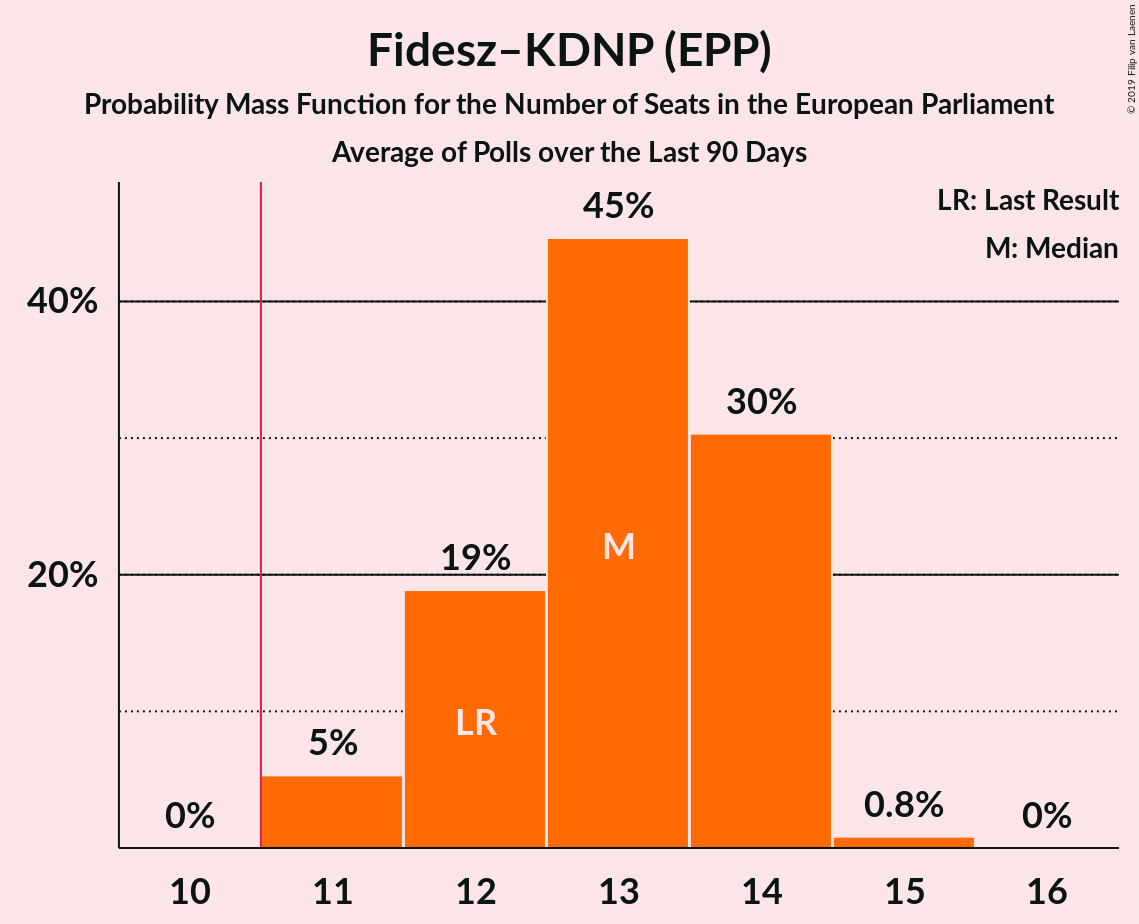 Fidesz–KDNP (EPP)
Probability Mass Function for the Number of Seats in the European Parliament
Average of Polls over the Last 90 Days
© 2019 Filip van Laenen
LR: Last Result
M: Median
45%
40%
30%
19%
20%
M
LR
5%
0%
0.8%
0%
10 11 12 13 14 15 16